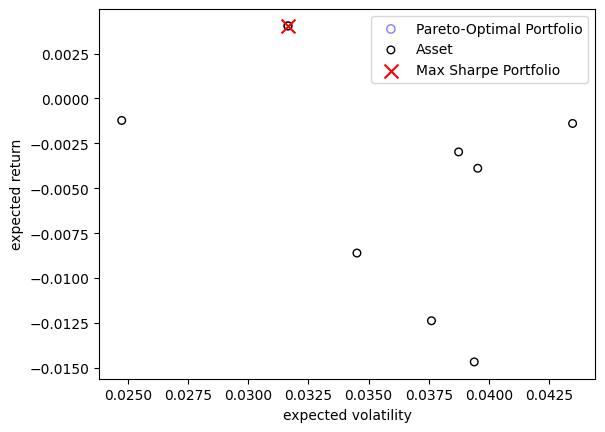 Pareto-Optimal Portfolio
Asset
Max Sharpe Portfolio
0.0025
0.0000
−0.0025
−0.0050
−0.0075
−0.0100
−0.0125
−0.0150
expected return
0.0250 0.0275 0.0300 0.0325 0.0350 0.0375 0.0400 0.0425
expected volatility